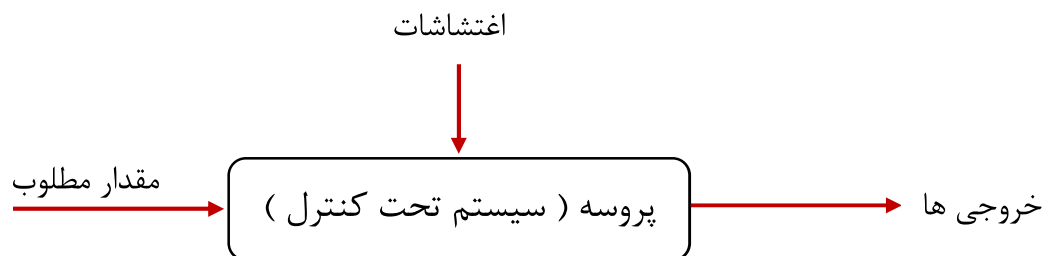 اغتشاشات
مقدار مطلوب
پروسه ( سیستم تحت کنترل )
خروجی ها